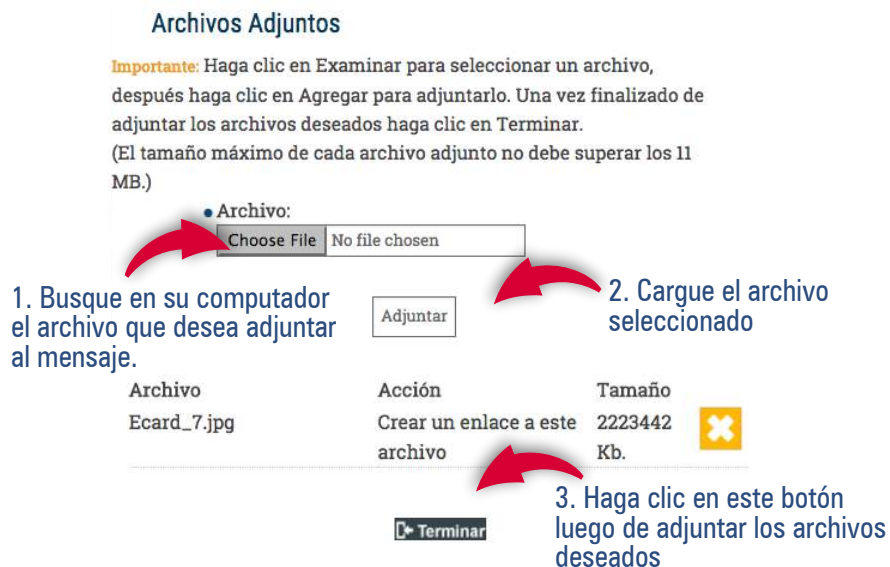 Archivos Adjuntos
Importante: Haga clic en Examinar para seleccionar un archivo,
después haga clic en Agregar para adjuntarlo. Una vez finalizado de
adjuntar los archivos deseados haga clic en Terminar.
(El tamaño máximo de cada archivo adjunto no debe superar los 11
MB.)
Archivo:
Choose File No file chosen
1. Busque en su computador
el archivo que desea adjuntar
al mensaje.
Adjuntar
2. Cargue el archivo
seleccionado
Archivo Acción Tamaño
Ecard_7.jpg Crear un enlace a este 2223442
archivo Kb.
Terminar
3. Haga clic en este botón
luego de adjuntar los archivos
deseados